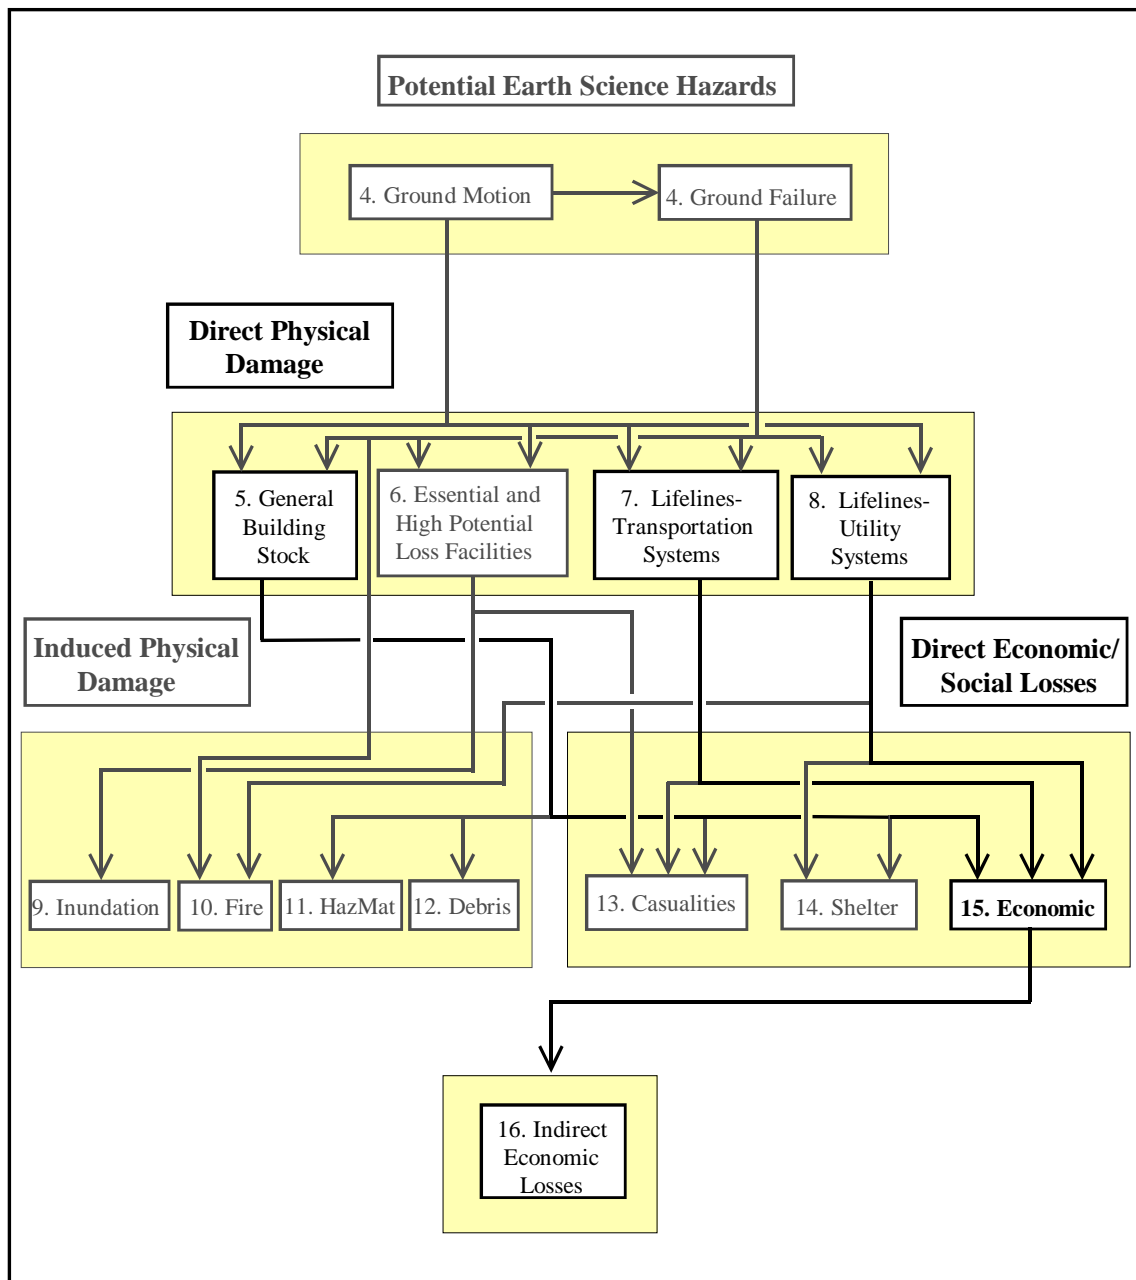 Potential Earth Science Hazards
4. Ground Motion
4. Ground Failure
Direct Physical
Damage
5. General
Building
Stock
6. Essential and
High Potential
Loss Facilities
7. Lifelines-
Transportation
Systems
8. Lifelines-
Utility
Systems
Induced Physical
Damage
Direct Economic/
Social Losses
9. Inundation
10. Fire
11. HazMat
12. Debris
13. Casualities
14. Shelter
15. Economic
16. Indirect
Economic
Losses